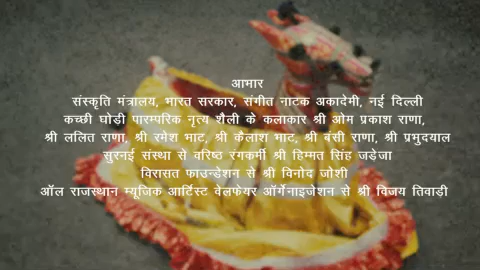 आभार
संस्कृति मंत्रालय, भारत सरकार, संगीत नाटक अकादेमी, नई दिल्ली
कच्छी घोड़ी पारम्परिक नृत्य शैली के कलाकार श्री ओम प्रकाश राणा,
श्री ललित राणा, श्री रमेश भाट, श्री कैलाश भाट, श्री बंसी राणा, श्री प्रभुदयाल
सुरनई संस्था से वरिष्ठ रंगकर्मी श्री हिम्मत सिंह जड़ेजा
विरासत फाउन्डेशन से श्री विनोद जोशी
ऑल राजस्थान म्यूजिक आर्टिस्ट वेलफेयर ऑर्गेनाइजेशन से श्री विजय तिवाड़ी